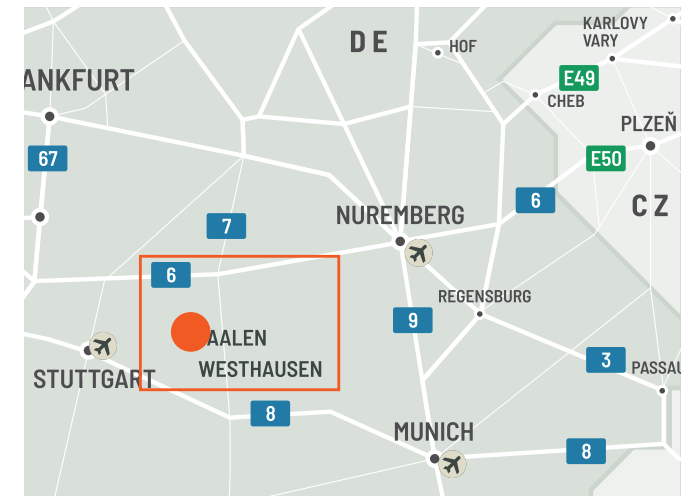 DE
HOF
KARLOVY
VARY
ANKFURT
E49
CHEB
PLZEŇ
67
E50
6
CZ
NUREMBERG
7
6
REGENSBURG
9
AALEN
WESTHAUSEN
3
PASSAU
STUTTGART
8
MUNICH
8